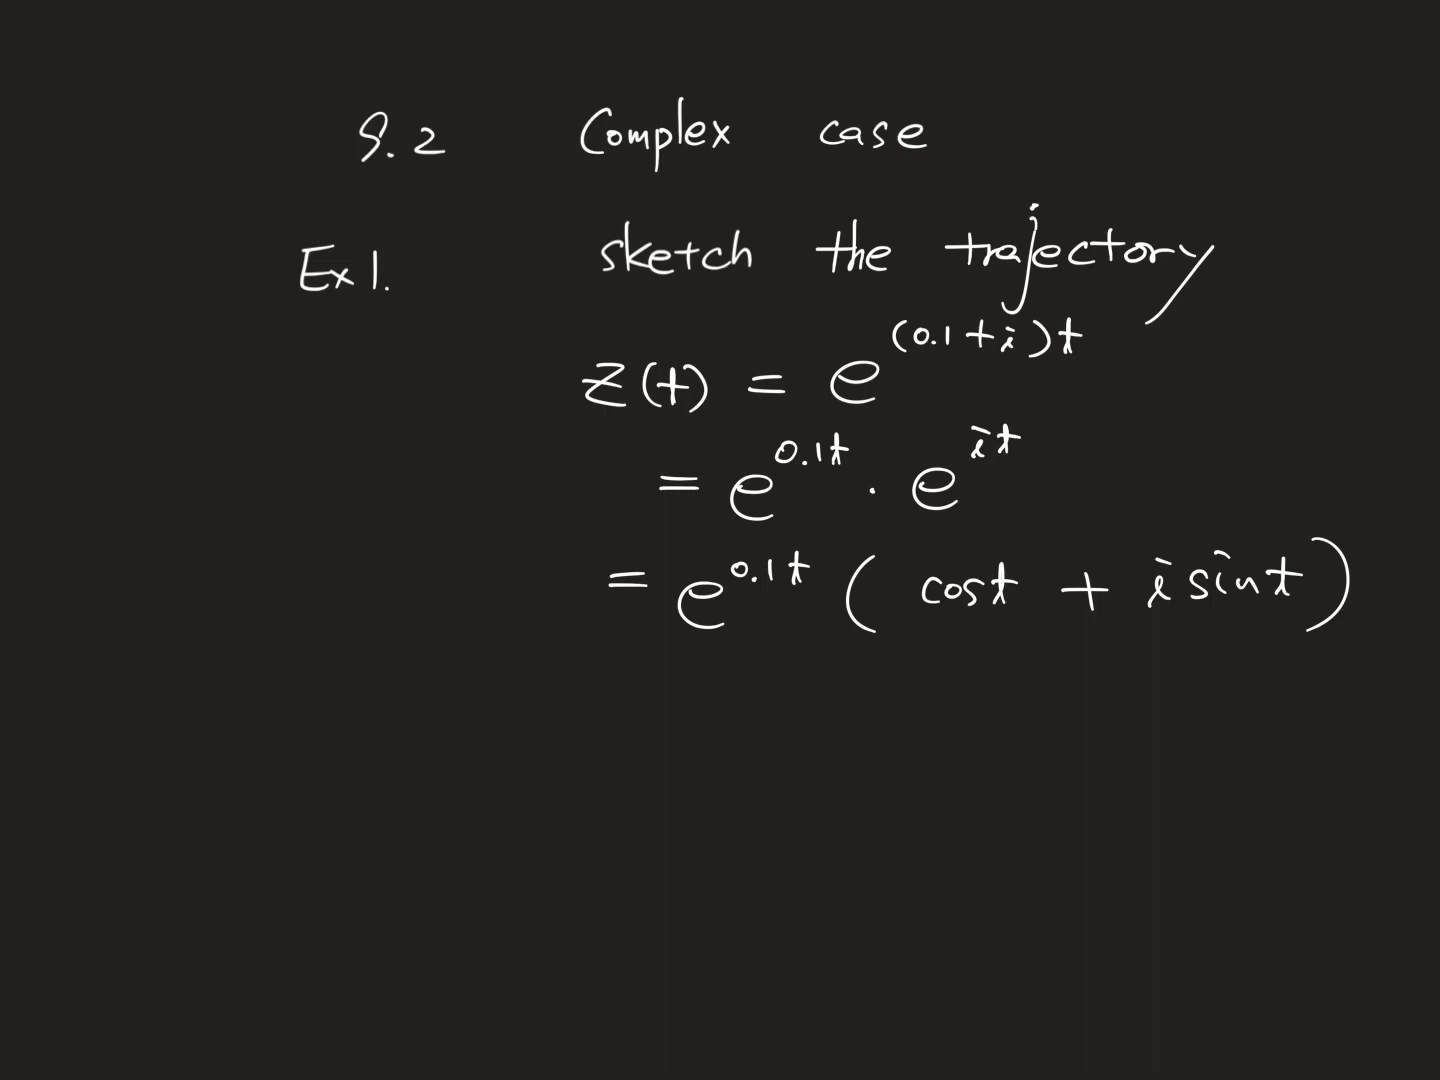 9.2 Complex case
Ex 1. sketch the trajectory
z(t) = e^{(0.1+i)t}
= e^{0.1t} · e^{it}
= e^{0.1t} ( cost + i sint )